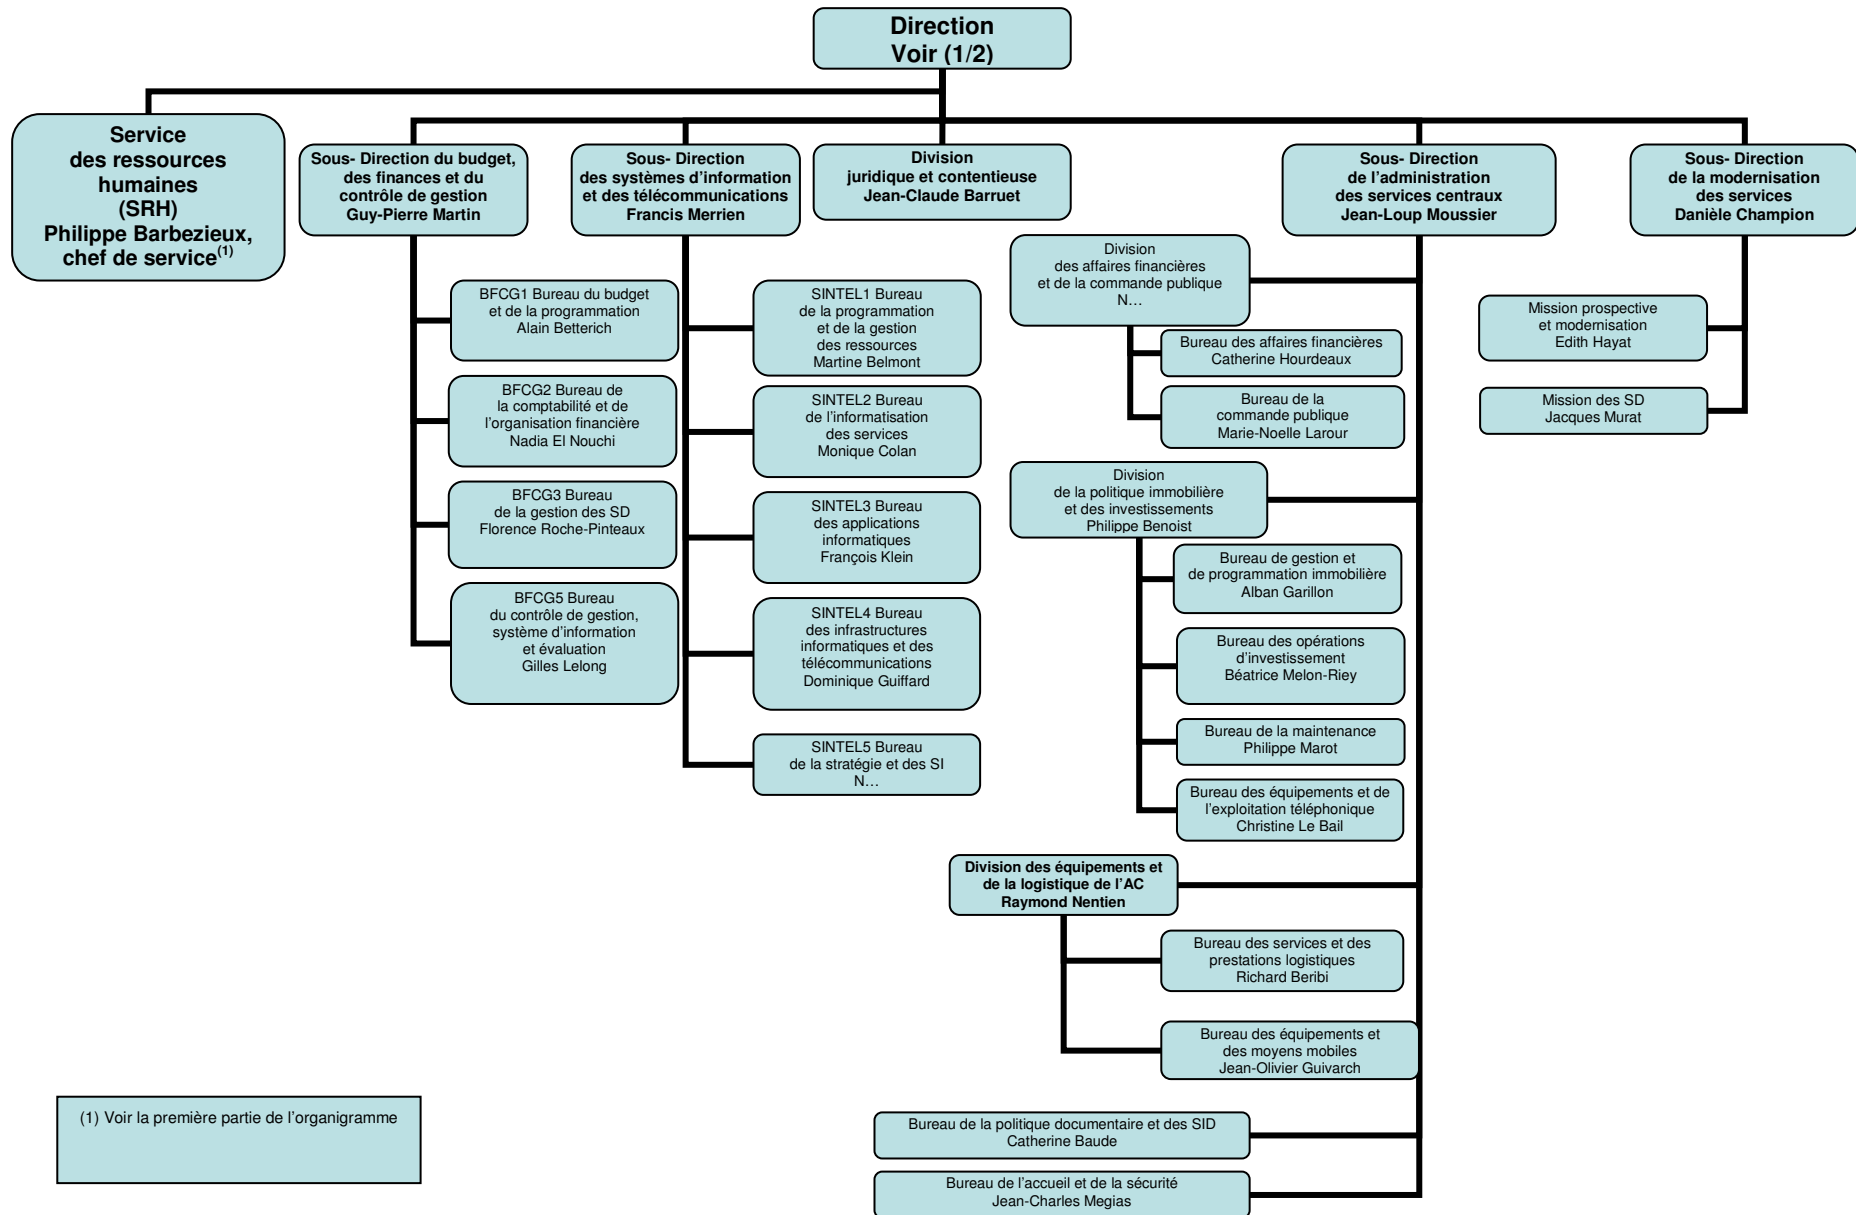 Direction
Voir (1/2)
Service
des ressources
humaines
(SRH)
Philippe Barbezieux,
chef de service(1)
Sous- Direction du budget,
des finances et du
contrôle de gestion
Guy-Pierre Martin
BFCG1 Bureau du budget
et de la programmation
Alain Betterich
BFCG2 Bureau de
la comptabilité et de
l’organisation financière
Nadia El Nouchi
BFCG3 Bureau
de la gestion des SD
Florence Roche-Pinteaux
BFCG5 Bureau
du contrôle de gestion,
système d’information
et évaluation
Gilles Lelong
Sous- Direction
des systèmes d’information
et des télécommunications
Francis Merrien
SINTEL1 Bureau
de la programmation
et de la gestion
des ressources
Martine Belmont
SINTEL2 Bureau
de l’informatisation
des services
Monique Colan
SINTEL3 Bureau
des applications
informatiques
François Klein
SINTEL4 Bureau
des infrastructures
informatiques et des
télécommunications
Dominique Guiffard
SINTEL5 Bureau
de la stratégie et des SI
N…
Division
juridique et contentieuse
Jean-Claude Barruet
Sous- Direction
de l’administration
des services centraux
Jean-Loup Moussier
Division
des affaires financières
et de la commande publique
N…
Bureau des affaires financières
Catherine Hourdeaux
Bureau de la
commande publique
Marie-Noelle Larour
Division
de la politique immobilière
et des investissements
Philippe Benoist
Bureau de gestion et
de programmation immobilière
Alban Garillon
Bureau des opérations
d’investissement
Béatrice Melon-Riey
Bureau de la maintenance
Philippe Marot
Bureau des équipements et de
l’exploitation téléphonique
Christine Le Bail
Division des équipements et
de la logistique de l’AC
Raymond Nentien
Bureau des services et des
prestations logistiques
Richard Beribi
Bureau des équipements et
des moyens mobiles
Jean-Olivier Guivarch
Bureau de la politique documentaire et des SID
Catherine Baude
Bureau de l’accueil et de la sécurité
Jean-Charles Megias
Sous- Direction
de la modernisation
des services
Danièle Champion
Mission prospective
et modernisation
Edith Hayat
Mission des SD
Jacques Murat
(1) Voir la première partie de l’organigramme